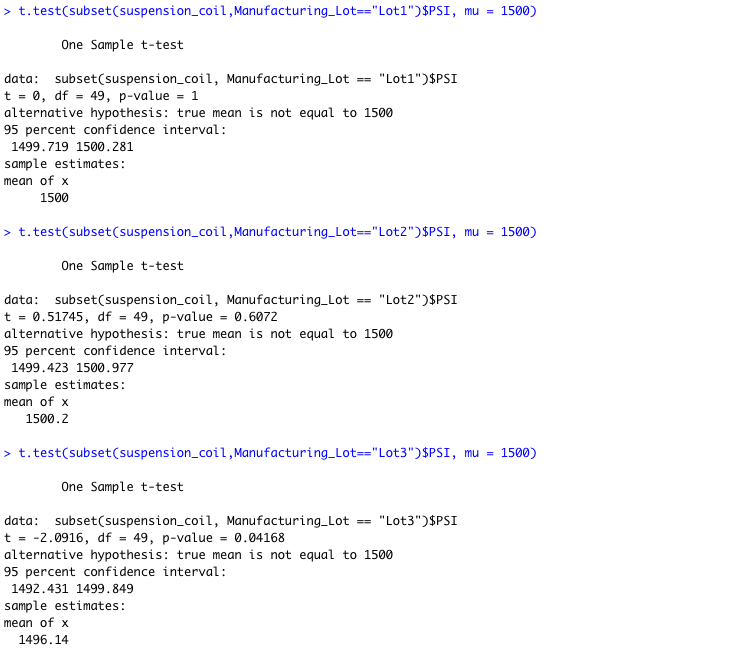 > t.test(subset(suspension_coil,Manufacturing_Lot=="Lot1")$PSI, mu = 1500)
One Sample t-test
data:  subset(suspension_coil, Manufacturing_Lot == "Lot1")$PSI
t = 0, df = 49, p-value = 1
alternative hypothesis: true mean is not equal to 1500
95 percent confidence interval:
1499.719 1500.281
sample estimates:
mean of x
1500
> t.test(subset(suspension_coil,Manufacturing_Lot=="Lot2")$PSI, mu = 1500)
One Sample t-test
data:  subset(suspension_coil, Manufacturing_Lot == "Lot2")$PSI
t = 0.51745, df = 49, p-value = 0.6072
alternative hypothesis: true mean is not equal to 1500
95 percent confidence interval:
1499.423 1500.977
sample estimates:
mean of x
1500.2
> t.test(subset(suspension_coil,Manufacturing_Lot=="Lot3")$PSI, mu = 1500)
One Sample t-test
data:  subset(suspension_coil, Manufacturing_Lot == "Lot3")$PSI
t = -2.0916, df = 49, p-value = 0.04168
alternative hypothesis: true mean is not equal to 1500
95 percent confidence interval:
1492.431 1499.849
sample estimates:
mean of x
1496.14